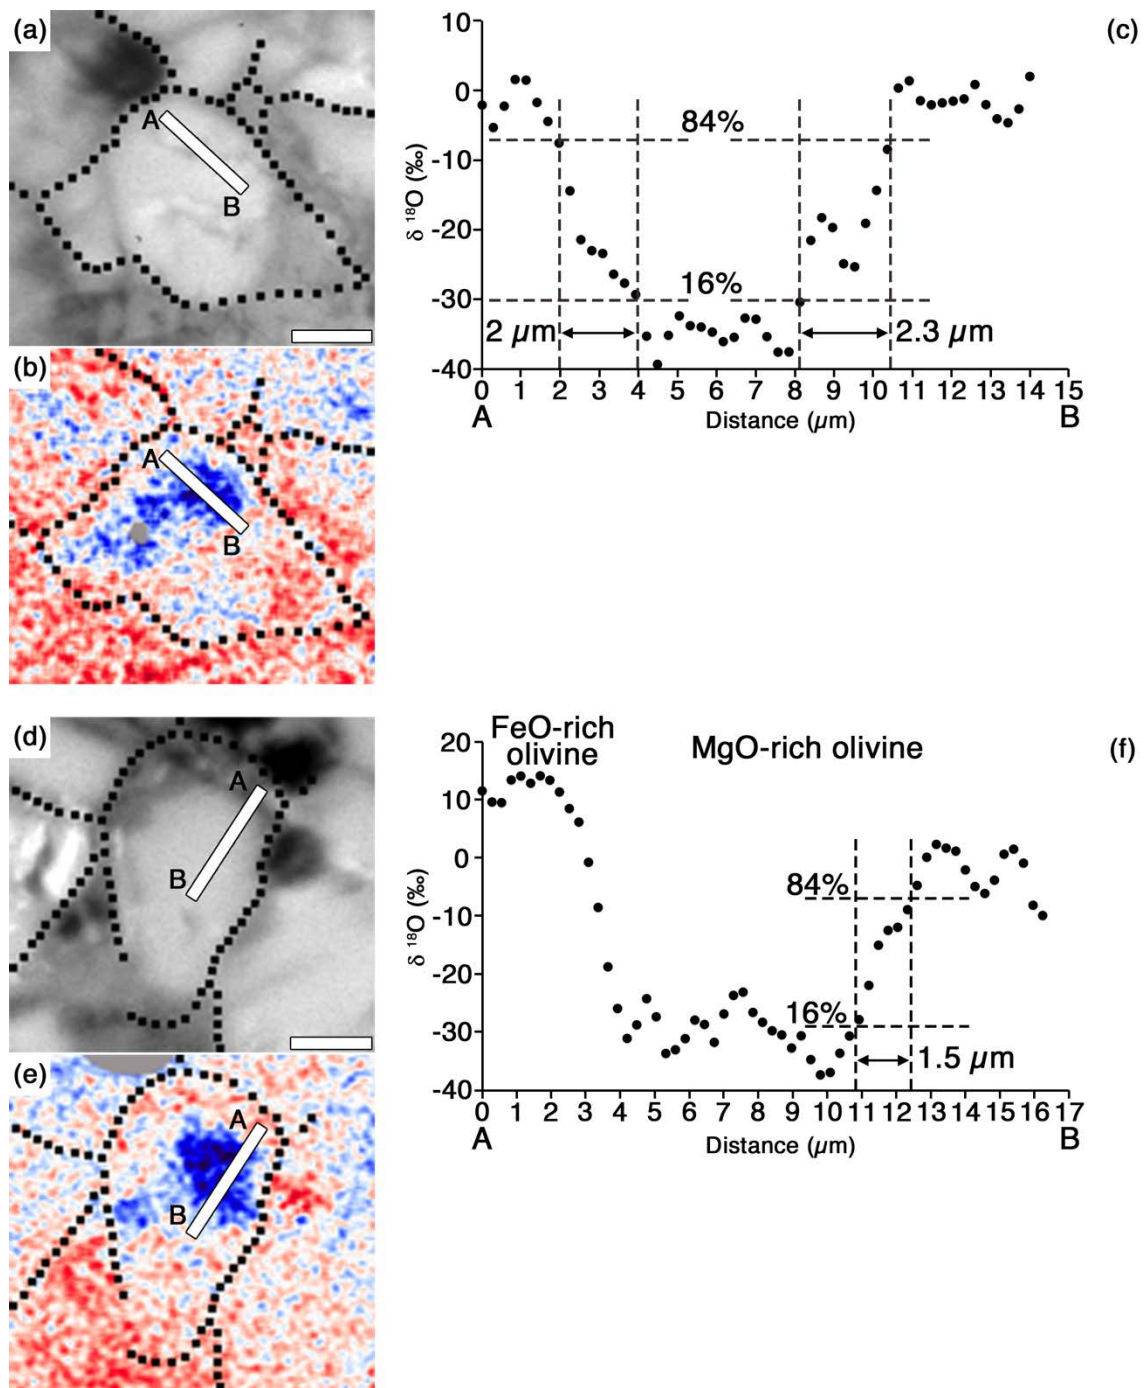 (a)
A
B
(b)
A
B
(c)
10
0
-10
-20
-30
-40
δ ¹⁸O (‰)
84%
16%
2 µm
2.3 µm
0 1 2 3 4 5 6 7 8 9 10 11 12 13 14 15
A Distance (µm) B
(d)
A
B
(e)
A
B
(f)
FeO-rich
olivine
MgO-rich olivine
20
10
0
-10
-20
-30
-40
δ ¹⁸O (‰)
84%
16%
1.5 µm
0 1 2 3 4 5 6 7 8 9 10 11 12 13 14 15 16 17
A Distance (µm) B